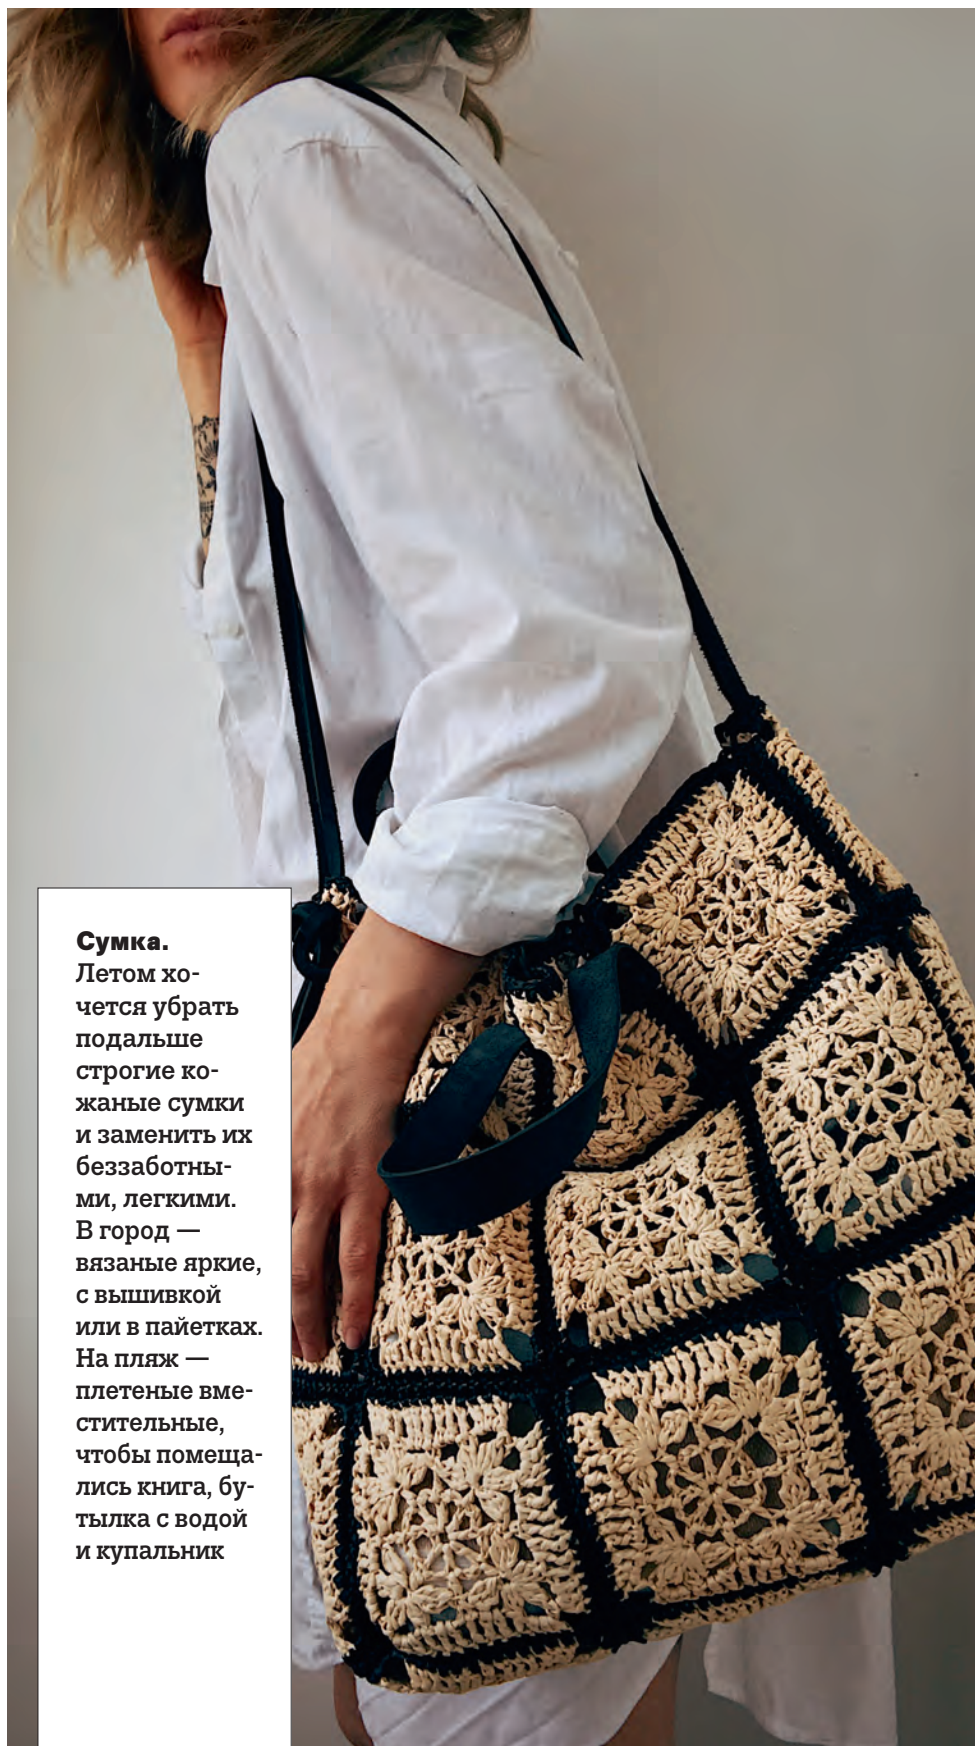 Сумка.
Летом хо-
чется убрать
подальше
строгие ко-
жаные сумки
и заменить их
беззаботны-
ми, легкими.
В город —
вязаные яркие,
с вышивкой
или в пайетках.
На пляж —
плетеные вме-
стительные,
чтобы помеща-
лись книга, бу-
тылка с водой
и купальник